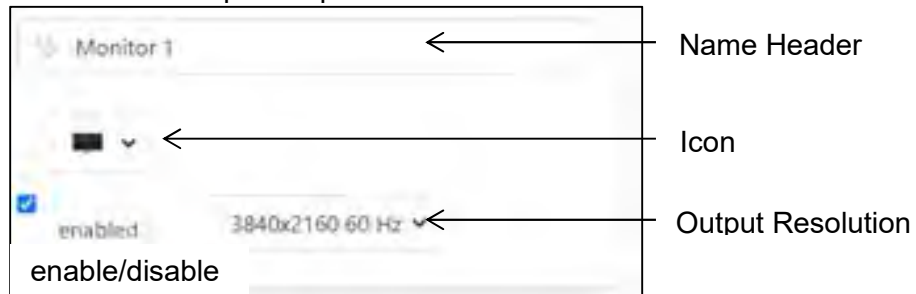 Monitor 1
Name Header
Icon
enabled
3840x2160 60 Hz
Output Resolution
enable/disable